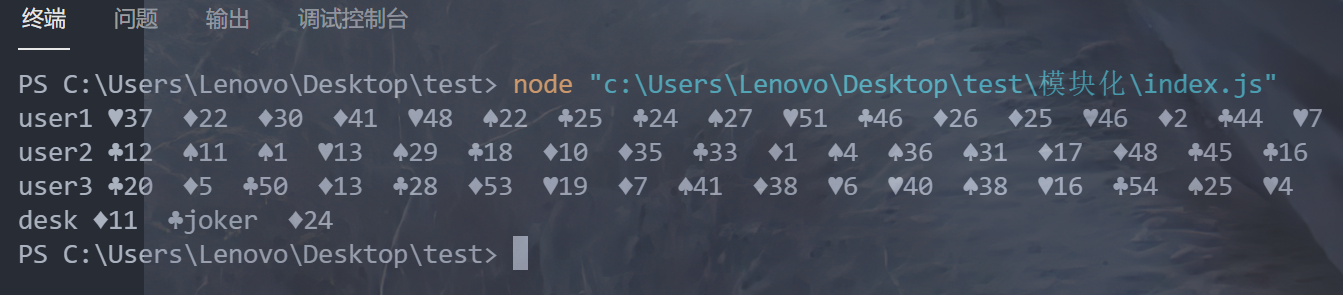 终端 问题 输出 调试控制台
PS C:\Users\Lenovo\Desktop\test> node "c:\Users\Lenovo\Desktop\test\模块化\index.js"
user1 ♥37 ♦22 ♦30 ♦41 ♥48 ♠22 ♣25 ♣24 ♠27 ♥51 ♣46 ♦26 ♦25 ♥46 ♦2 ♣44 ♥7
user2 ♣12 ♠11 ♠1 ♥13 ♠29 ♣18 ♦10 ♦35 ♣33 ♦1 ♠4 ♠36 ♠31 ♦17 ♦48 ♣45 ♣16
user3 ♣20 ♦5 ♣50 ♦13 ♣28 ♦53 ♥19 ♦7 ♠41 ♦38 ♥6 ♥40 ♠38 ♥16 ♣54 ♠25 ♥4
desk ♦11 ♣joker ♦24
PS C:\Users\Lenovo\Desktop\test>